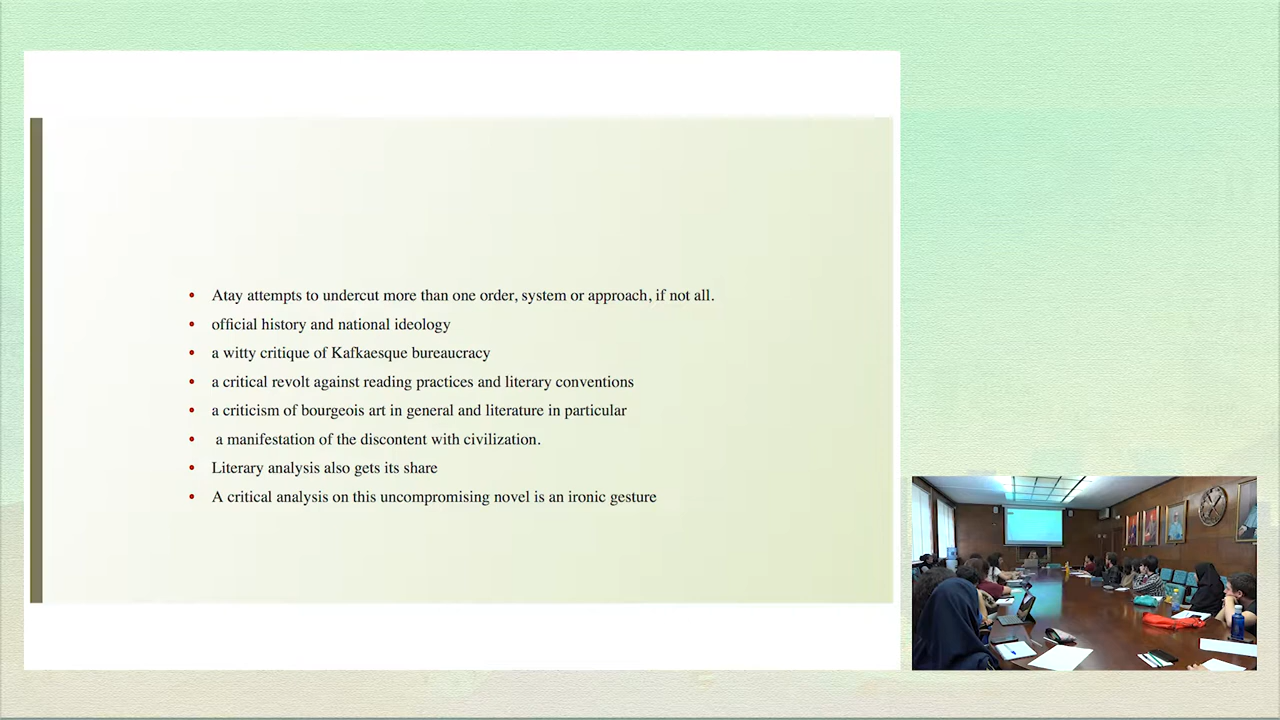 • Atay attempts to undercut more than one order, system or approach, if not all.
• official history and national ideology
• a witty critique of Kafkaesque bureaucracy
• a critical revolt against reading practices and literary conventions
• a criticism of bourgeois art in general and literature in particular
• a manifestation of the discontent with civilization.
• Literary analysis also gets its share
• A critical analysis on this uncompromising novel is an ironic gesture